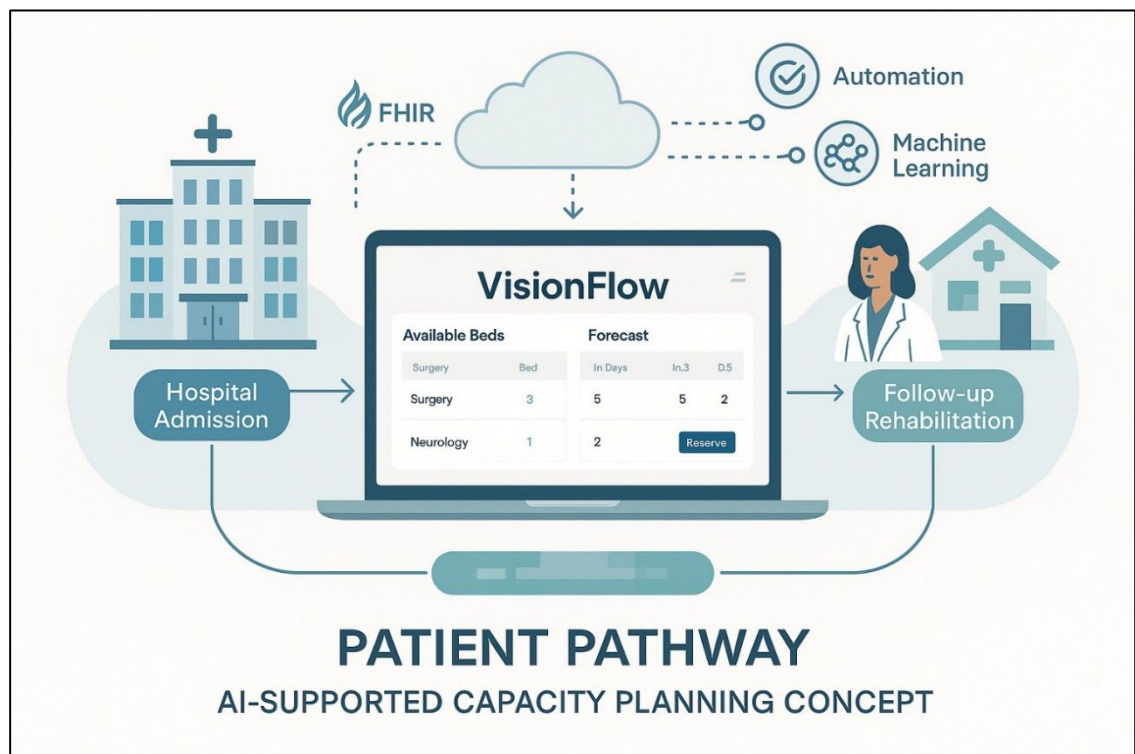 FHIR
Automation
Machine
Learning
VisionFlow
Available Beds
Forecast
Surgery Bed
In Days In.3 D.5
Surgery 3
5 5 2
Neurology 1
2 Reserve
Hospital
Admission
Follow-up
Rehabilitation
PATIENT PATHWAY
AI-SUPPORTED CAPACITY PLANNING CONCEPT